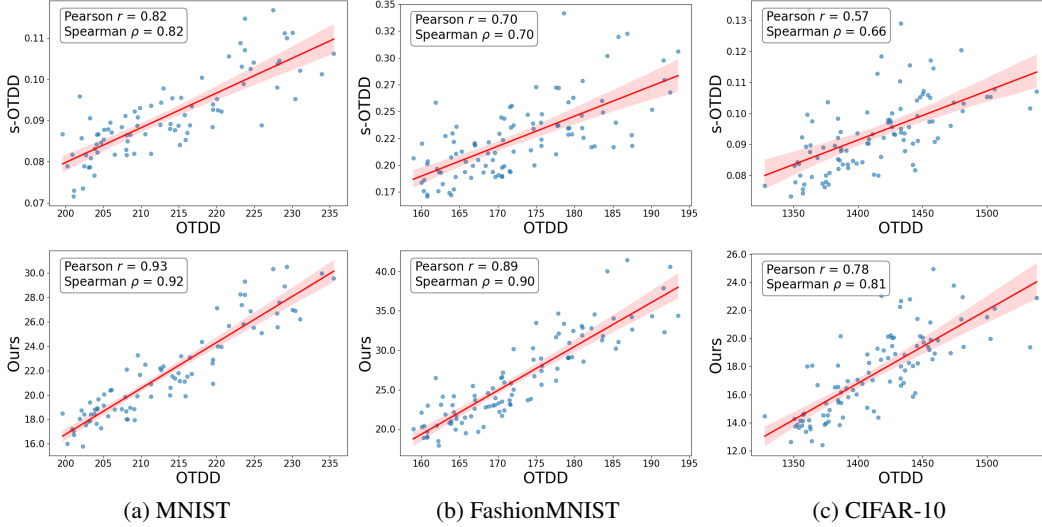 Pearson r = 0.82
Spearman ρ = 0.82
s-OTDD
0.11
0.10
0.09
0.08
0.07
200 205 210 215 220 225 230 235
OTDD
Pearson r = 0.70
Spearman ρ = 0.70
s-OTDD
0.35
0.30
0.28
0.25
0.22
0.20
0.17
160 165 170 175 180 185 190 195
OTDD
Pearson r = 0.57
Spearman ρ = 0.66
s-OTDD
0.13
0.12
0.11
0.10
0.09
0.08
1350 1400 1450 1500
OTDD
Pearson r = 0.93
Spearman ρ = 0.92
Ours
30.0
28.0
26.0
24.0
22.0
20.0
18.0
16.0
200 205 210 215 220 225 230 235
OTDD
Pearson r = 0.89
Spearman ρ = 0.90
Ours
40.0
35.0
30.0
25.0
20.0
160 165 170 175 180 185 190 195
OTDD
Pearson r = 0.78
Spearman ρ = 0.81
Ours
26.0
24.0
22.0
20.0
18.0
16.0
14.0
12.0
1350 1400 1450 1500
OTDD
(a) MNIST
(b) FashionMNIST
(c) CIFAR-10